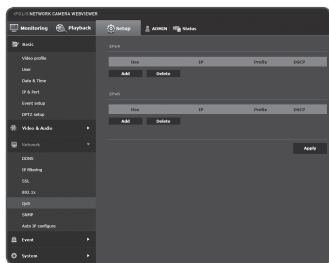 iPOLiS NETWORK CAMERA WEBVIEWER
Monitoring Playback Setup ADMIN Status
Basic
Video profile
User
Date & Time
IP & Port
Event setup
DPTZ setup
Video & Audio
Network
DDNS
IP filtering
SSL
802.1x
QoS
SNMP
Auto IP configure
Event
System
IPv4
Use IP Prefix DSCP
Add Delete
IPv6
Use IP Prefix DSCP
Add Delete
Apply